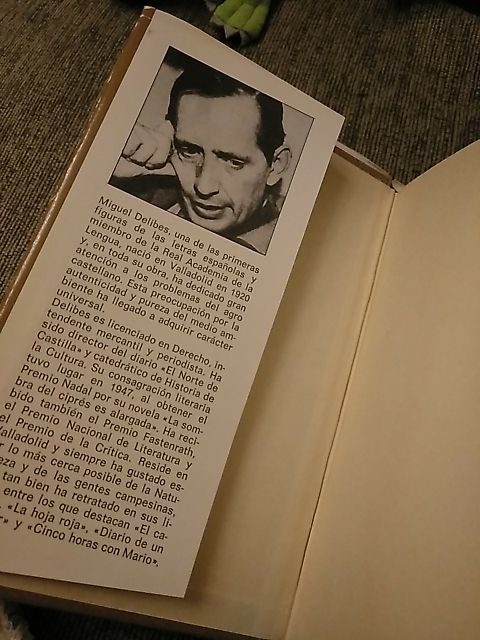 Miguel Delibes, una de las primeras
figuras de las letras españolas y
miembro de la Real Academia de la
Lengua, nació en Valladolid en 1920
y, en toda su obra, ha dedicado gran
atención a los problemas del agro
castellano. Esta preocupación por la
autenticidad y pureza del medio am-
biente ha llegado a adquirir carácter
universal.
Delibes es licenciado en Derecho, in-
tendente mercantil y periodista. Ha
sido director del diario «El Norte de
Castilla» y catedrático de Historia de
la Cultura. Su consagración literaria
tuvo lugar en 1947, al obtener el
Premio Nadal por su novela «La som-
bra del ciprés es alargada». Ha reci-
bido también el Premio Fastenrath,
el Premio Nacional de Literatura y
el Premio de la Crítica. Reside en
Valladolid y siempre ha gustado es-
r lo más cerca posible de la Natu-
eza y de las gentes campesinas,
tan bien ha retratado en sus li-
entre los que destacan «El ca-
, «La hoja roja», «Diario de un
r» y «Cinco horas con Mario».